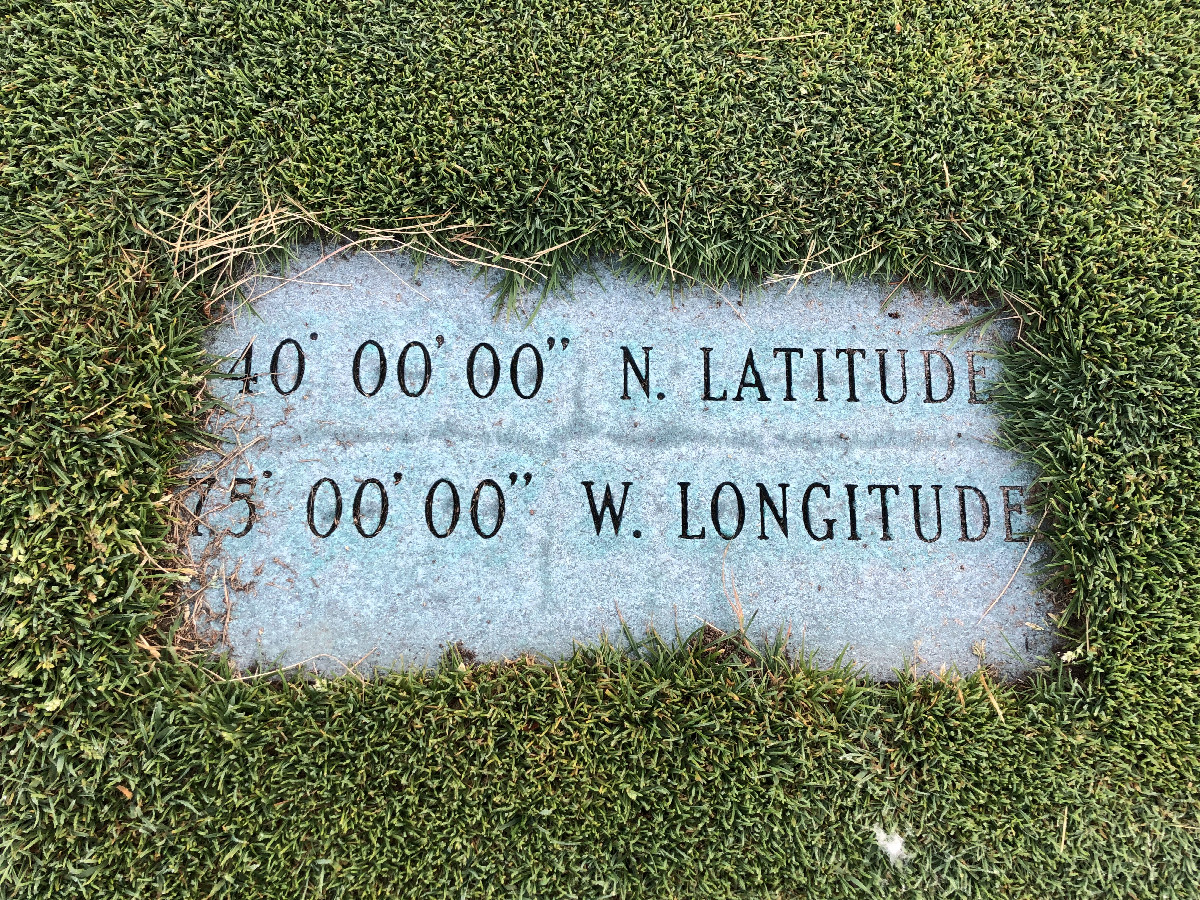 40° 00' 00" N. LATITUDE
75° 00' 00" W. LONGITUDE